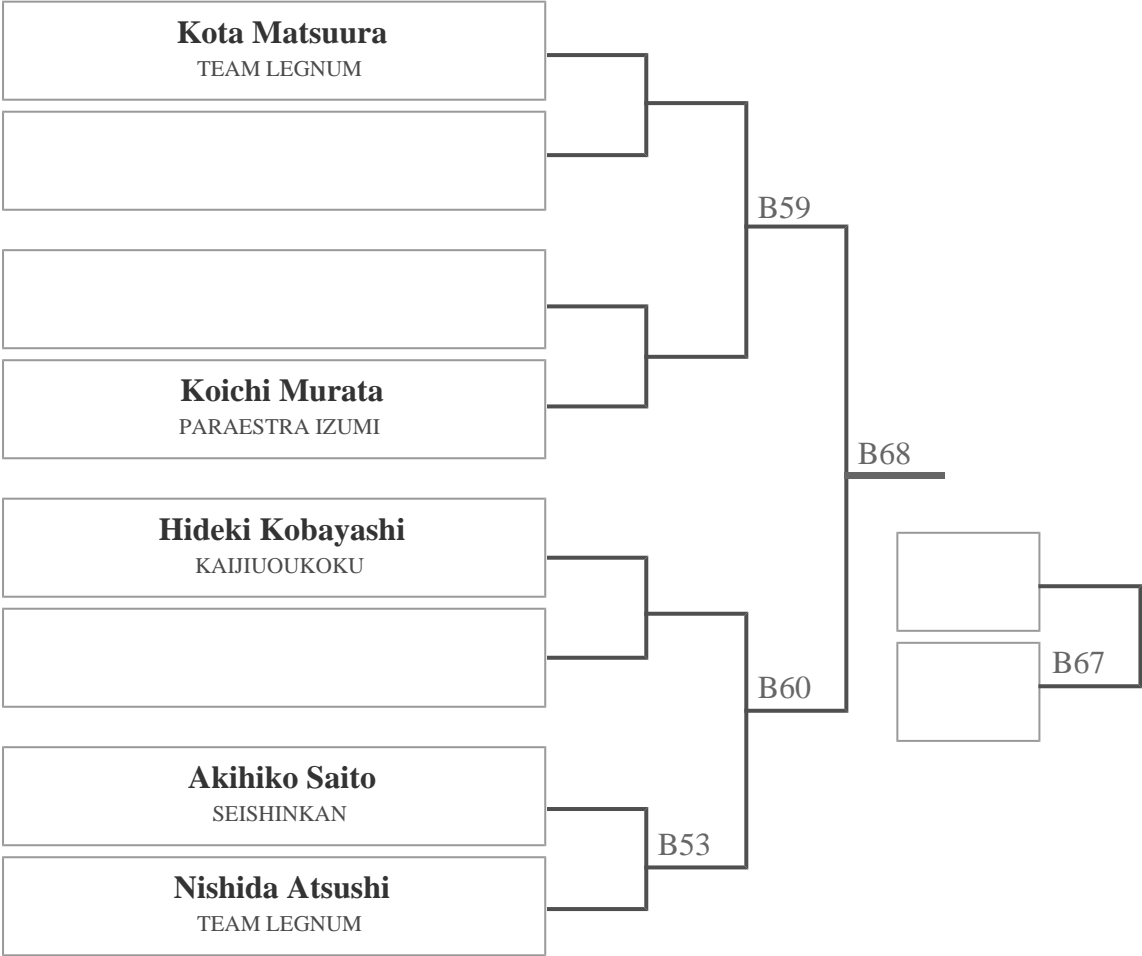 Kota Matsuura
TEAM LEGNUM
B59
Koichi Murata
PARAESTRA IZUMI
B68
Hideki Kobayashi
KAIJIUOUKOKU
B67
B60
Akihiko Saito
SEISHINKAN
B53
Nishida Atsushi
TEAM LEGNUM